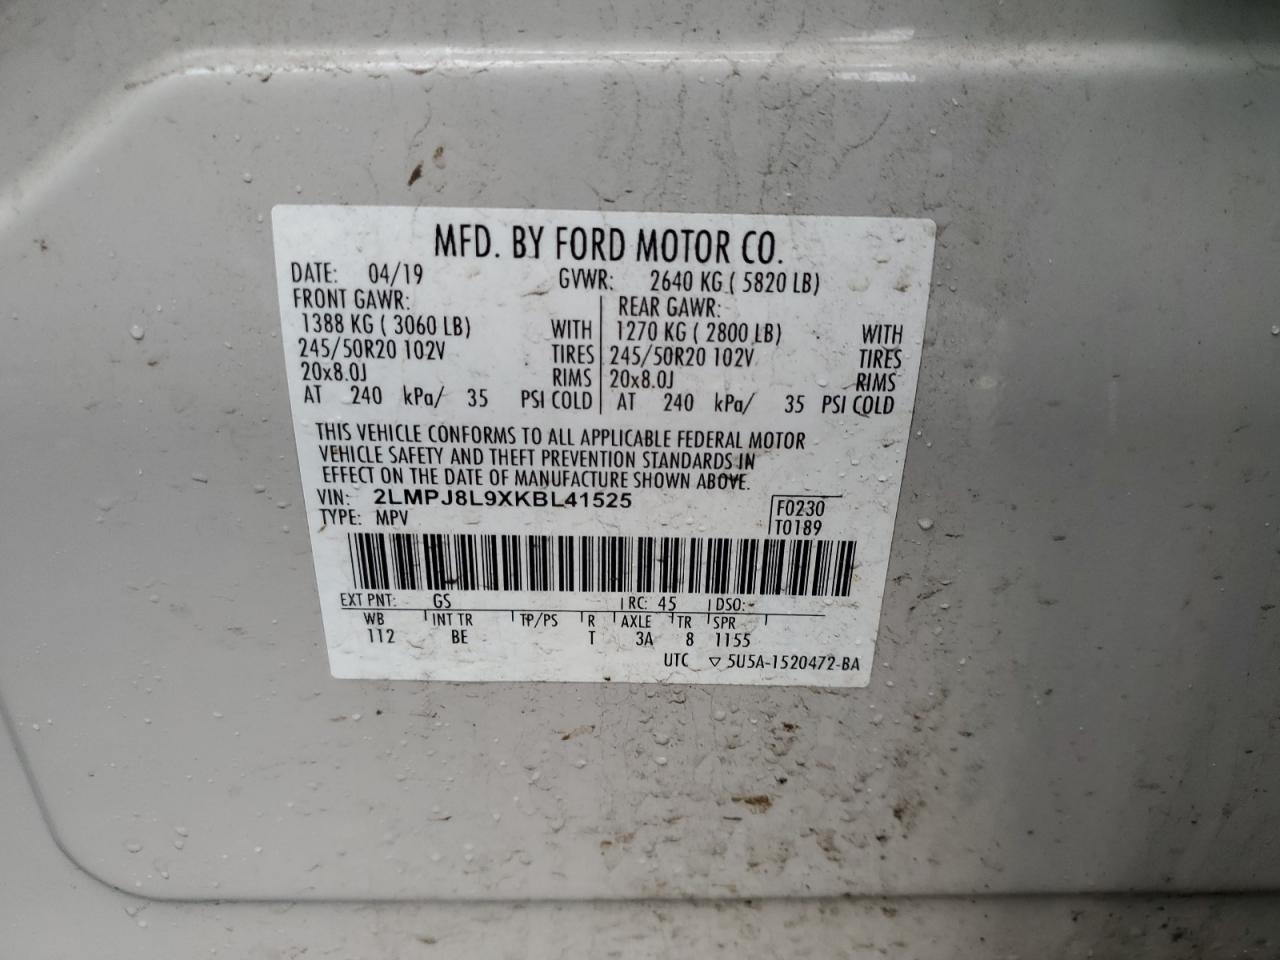 MFD. BY FORD MOTOR CO.
DATE: 04/19 GVWR: 2640 KG ( 5820 LB)
FRONT GAWR: REAR GAWR:
1388 KG ( 3060 LB) WITH 1270 KG ( 2800 LB) WITH
245/50R20 102V TIRES 245/50R20 102V TIRES
20x8.0J RIMS 20x8.0J RIMS
AT 240 kPa/ 35 PSI COLD AT 240 kPa/ 35 PSI COLD
THIS VEHICLE CONFORMS TO ALL APPLICABLE FEDERAL MOTOR
VEHICLE SAFETY AND THEFT PREVENTION STANDARDS IN
EFFECT ON THE DATE OF MANUFACTURE SHOWN ABOVE.
VIN: 2LMPJ8L9XKBL41525 F0230
TYPE: MPV T0189
EXT PNT: GS RC: 45 DSO:
WB INT TR TP/PS R AXLE TR SPR
112 BE T 3A 8 1155
UTC ▽ 5U5A-1520472-BA